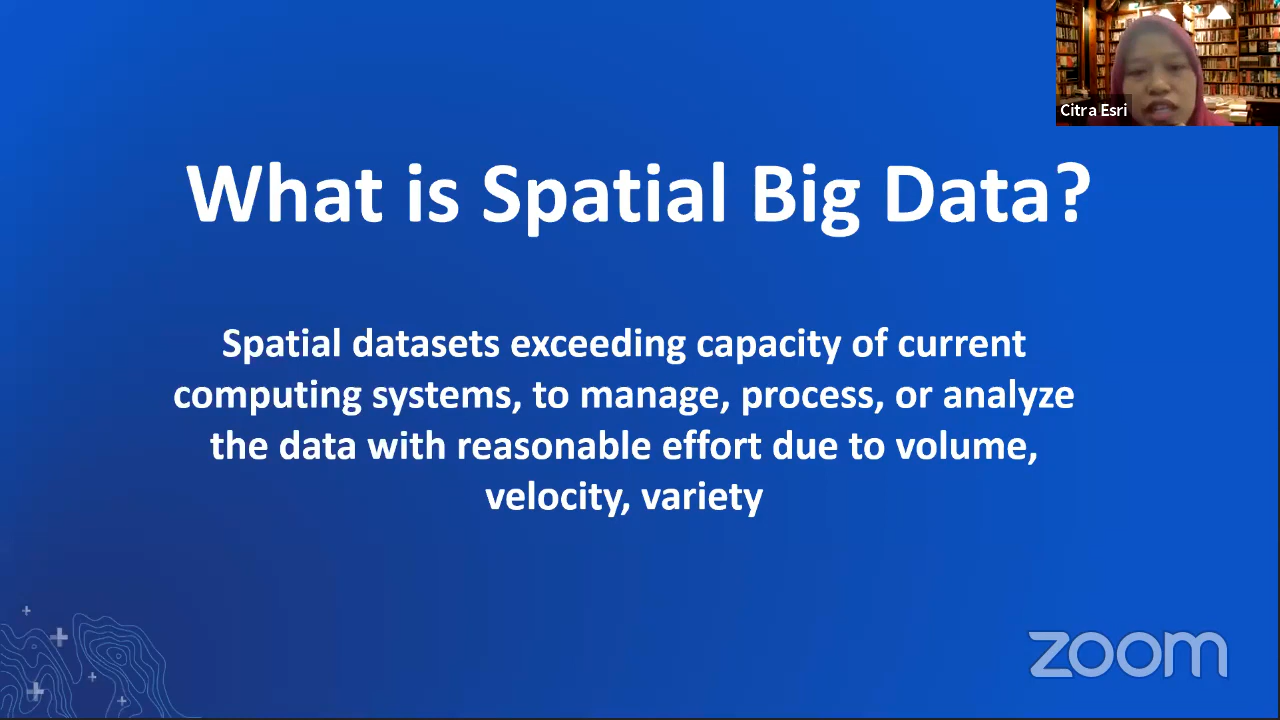 Citra Esri
What is Spatial Big Data?
Spatial datasets exceeding capacity of current
computing systems, to manage, process, or analyze
the data with reasonable effort due to volume,
velocity, variety
zoom